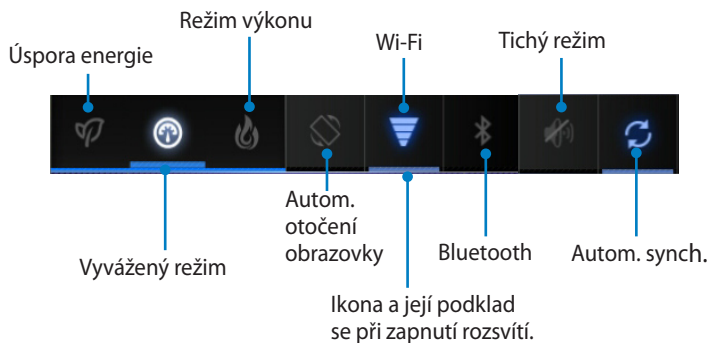 Režim výkonu
Úspora energie
Wi-Fi
Tichý režim
Autom.
otočení
obrazovky
Vyvážený režim
Bluetooth
Autom. synch.
Ikona a její podklad
se při zapnutí rozsvítí.